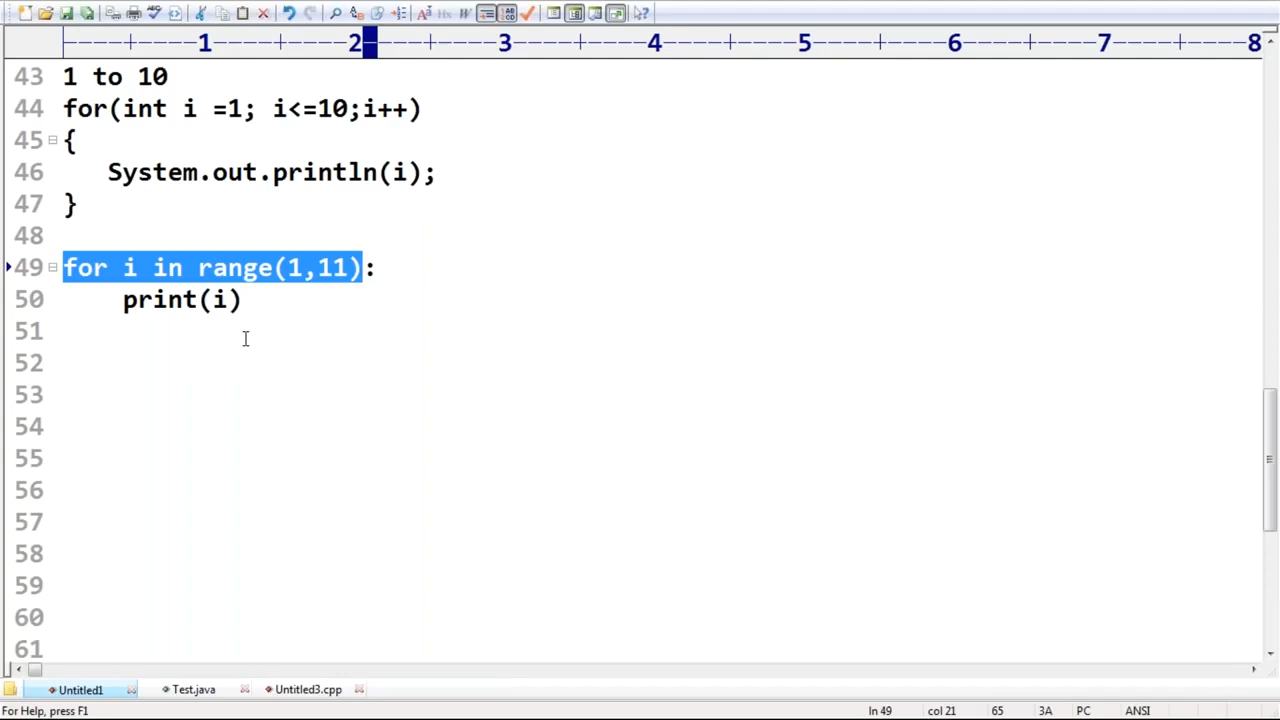 1 2 3 4 5 6 7 8
43 1 to 10
44 for(int i =1; i<=10;i++)
45 {
46 System.out.println(i);
47 }
48
49 for i in range(1,11):
50 print(i)
51
52
53
54
55
56
57
58
59
60
61
Untitled1 Test.java Untitled3.cpp
For Help, press F1 ln 49 col 21 65 3A PC ANSI